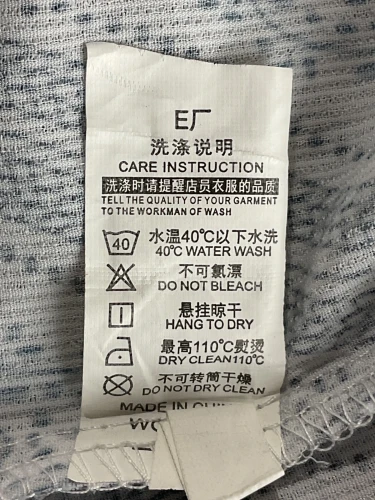 E厂
洗涤说明
CARE INSTRUCTION
洗涤时请提醒店员衣服的品质
TELL THE QUALITY OF YOUR GARMENT
TO THE WORKMAN OF WASH
40 水温40℃以下水洗
40℃ WATER WASH
不可氯漂
DO NOT BLEACH
悬挂晾干
HANG TO DRY
最高110℃熨烫
DRY CLEAN110℃
不可转筒干燥
DO NOT DRY CLEAN
MADE IN